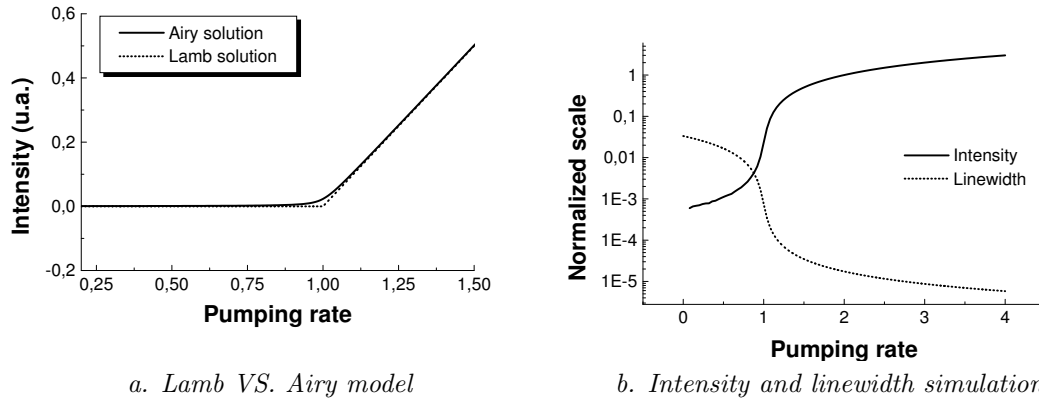 0,6
0,4
0,2
0,0
-0,2
0,25 0,50 0,75 1,00 1,25 1,50
Intensity (u.a.)
Pumping rate
Airy solution
Lamb solution
a. Lamb VS. Airy model
1
0,1
0,01
1E-3
1E-4
1E-5
0 1 2 3 4
Normalized scale
Pumping rate
Intensity
Linewidth
b. Intensity and linewidth simulation